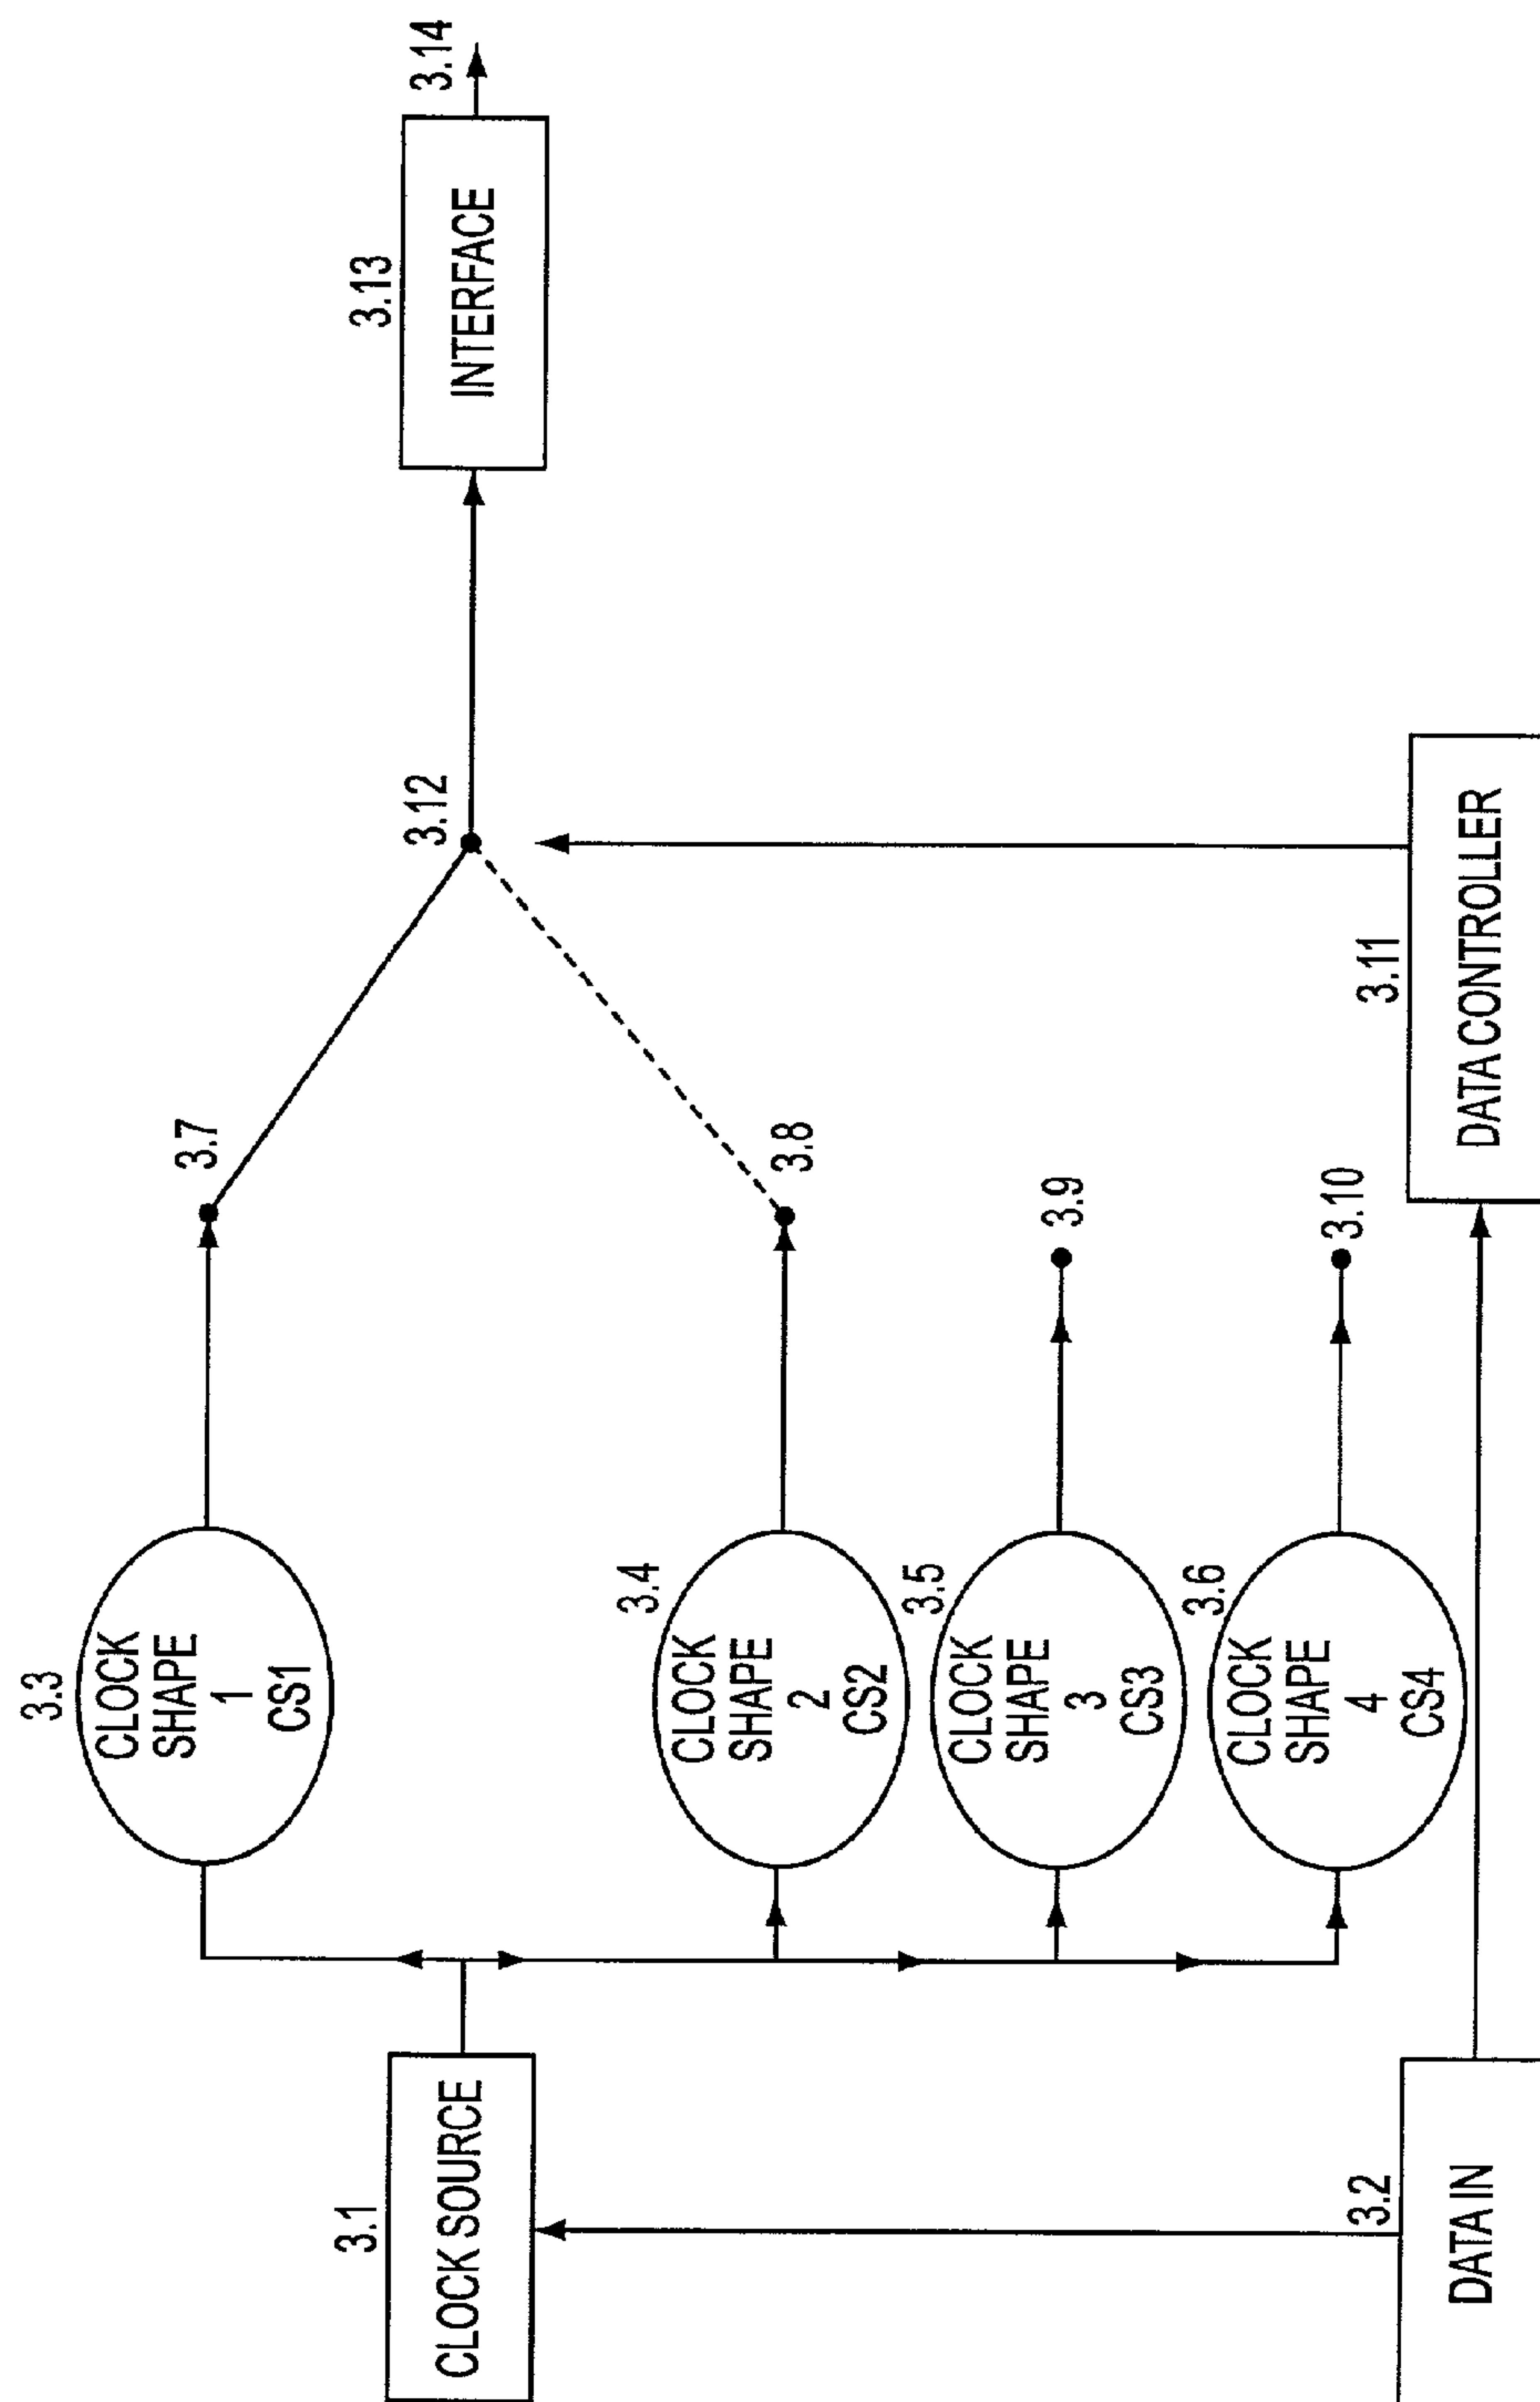 3.1
CLOCK SOURCE
3.2
DATA IN
3.3
CLOCK
SHAPE
1
CS1
3.4
CLOCK
SHAPE
2
CS2
3.5
CLOCK
SHAPE
3
CS3
3.6
CLOCK
SHAPE
4
CS4
3.7
3.8
3.9
3.10
3.11
DATA CONTROLLER
3.12
3.13
INTERFACE
3.14